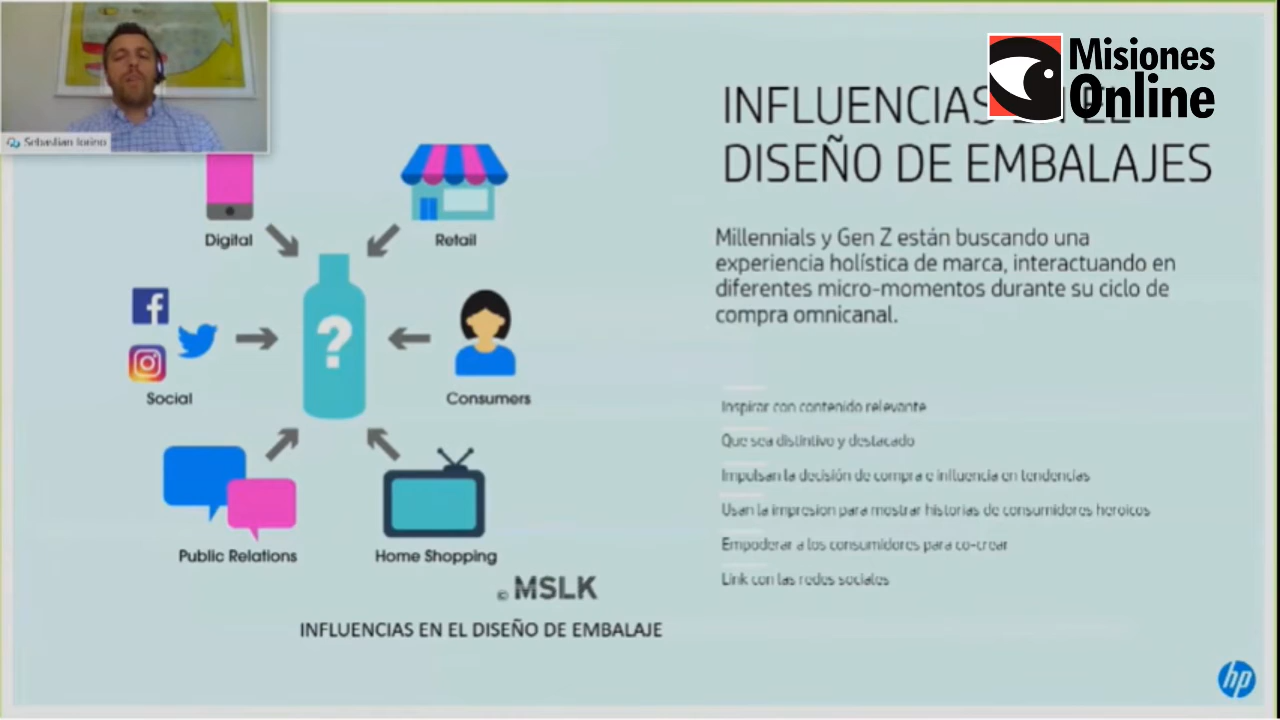 Misiones
Online
Sebastian Iorino
INFLUENCIAS EN EL
DISEÑO DE EMBALAJES
Millennials y Gen Z están buscando una
experiencia holística de marca, interactuando en
diferentes micro-momentos durante su ciclo de
compra omnicanal.
Inspirar con contenido relevante
Que sea distintivo y destacado
Impulsan la decisión de compra e influencia en tendencias
Usan la impresion para mostrar historias de consumidores heroicos
Empoderar a los consumidores para co-crear
Link con las redes sociales
Digital
Retail
?
Social
Consumers
Public Relations
Home Shopping
© MSLK
INFLUENCIAS EN EL DISEÑO DE EMBALAJE
hp